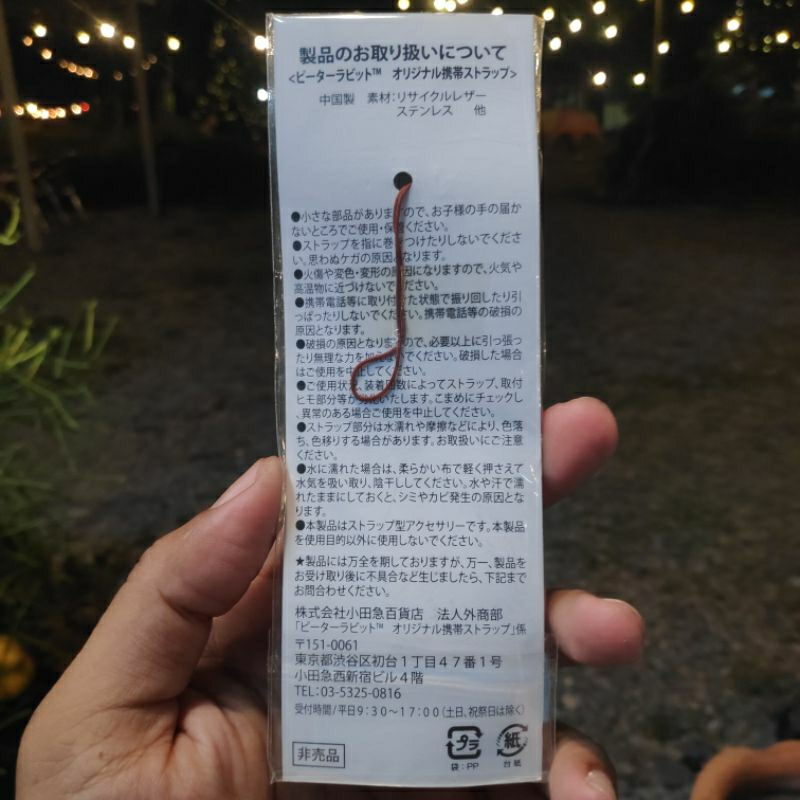 製品のお取り扱いについて
<ピーターラビット™ オリジナル携帯ストラップ>
中国製 素材:リサイクルレザー
ステンレス 他
●小さな部品がありますので、お子様の手の届か
ないところでご使用・保管ください。
●ストラップを指に巻きつけたりしないでくださ
い。思わぬケガの原因となります。
●火傷や変色・変形の原因になりますので、火気や
高温物に近づけないでください。
●携帯電話等に取り付けた状態で振り回したり引
っぱったりしないでください。携帯電話等の破損の
原因となります。
●破損の原因となりますので、必要以上に引っ張っ
たり無理な力を加えないでください。破損した場合
はご使用を中止してください。
●ご使用状況、装着回数によってストラップ、取付
ヒモ部分等が劣化いたします。こまめにチェックし
、異常のある場合ご使用を中止してください。
●ストラップ部分は水濡れや摩擦などにより、色落
ち、色移りする場合があります。お取扱いにご注意
ください。
●水に濡れた場合は、柔らかい布で軽く押さえて
水気を吸い取り、陰干ししてください。水や汗で濡
れたままにしておくと、シミやカビ発生の原因とな
ります。
●本製品はストラップ型アクセサリーです。本製品
を使用目的以外に使用しないでください。
★製品には万全を期しておりますが、万一、製品を
お受け取り後に不具合など生じましたら、下記まで
お問合わせください。
株式会社小田急百貨店 法人外商部
「ピーターラビット™ オリジナル携帯ストラップ」係
〒151-0061
東京都渋谷区初台1丁目47番1号
小田急西新宿ビル4階
TEL:03-5325-0816
受付時間/平日9:30〜17:00(土日、祝祭日は除く)
非売品
プラ
袋:PP
紙
台紙